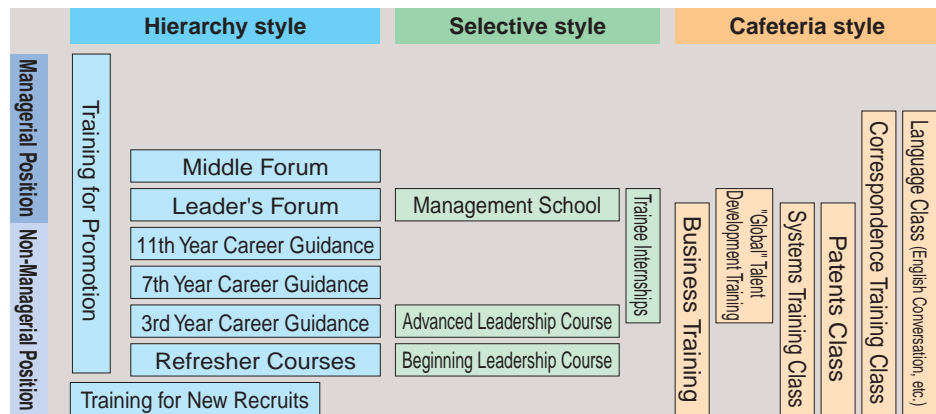 Hierarchy style
Selective style
Cafeteria style
Managerial Position
Non-Managerial Position
Training for Promotion
Middle Forum
Leader's Forum
11th Year Career Guidance
7th Year Career Guidance
3rd Year Career Guidance
Refresher Courses
Training for New Recruits
Management School
Advanced Leadership Course
Beginning Leadership Course
Trainee Internships
Business Training
"Global" Talent
Development Training
Systems Training Class
Patents Class
Correspondence Training Class
Language Class (English Conversation, etc.)